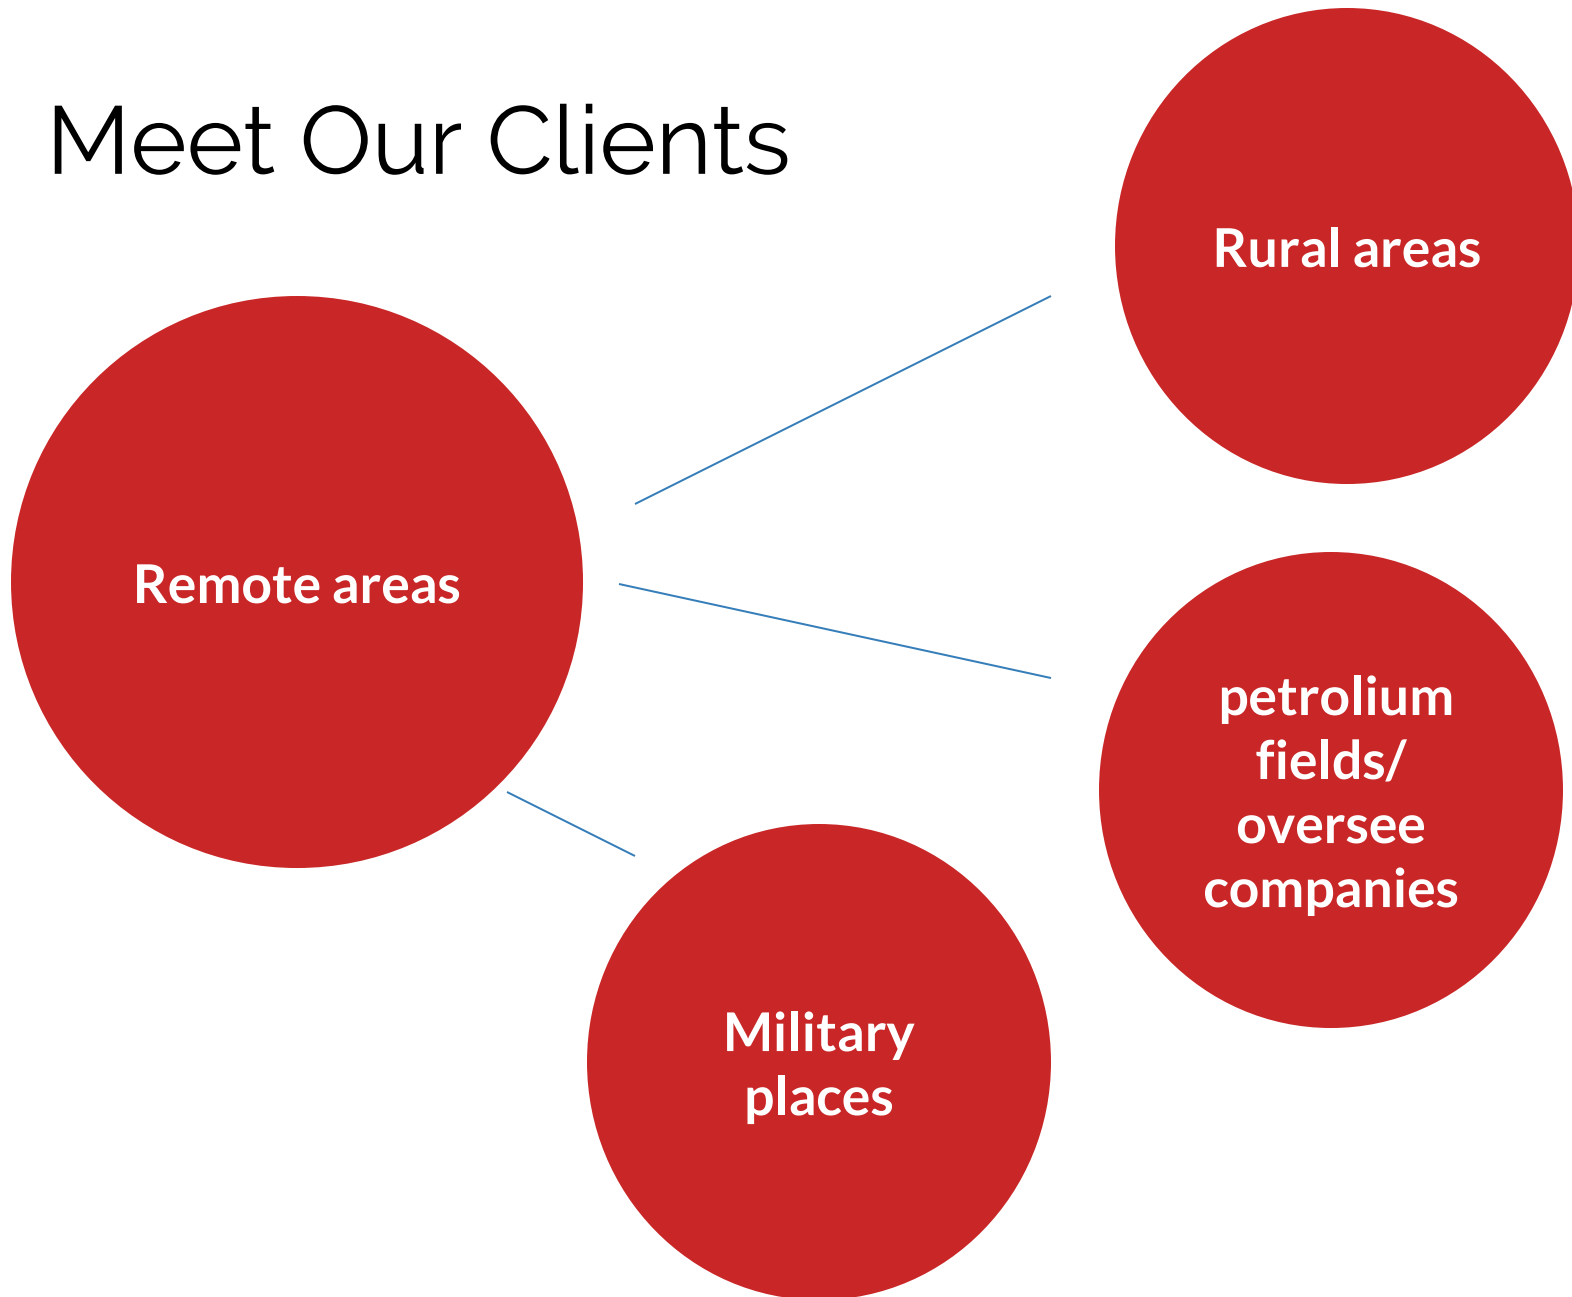 Meet Our Clients
Rural areas
Remote areas
petrolium
fields/
oversee
companies
Military
places